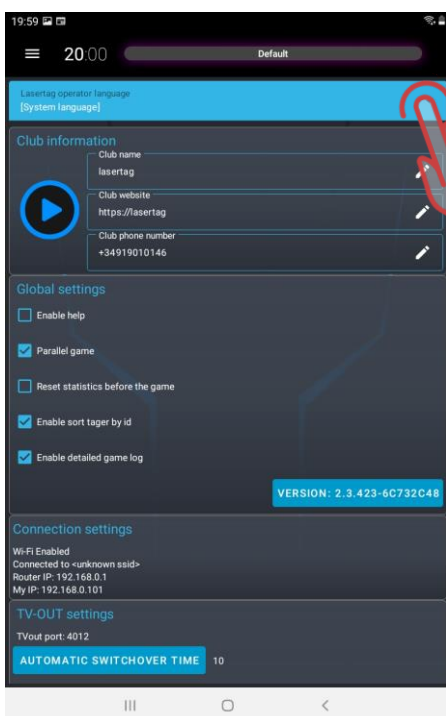 19:59
20:00 Default
Lasertag operator language
[System language]
Club information
Club name
lasertag
Club website
https://lasertag
Club phone number
+34919010146
Global settings
Enable help
Parallel game
Reset statistics before the game
Enable sort tager by id
Enable detailed game log
VERSION: 2.3.423-6C732C48
Connection settings
Wi-Fi Enabled
Connected to <unknown ssid>
Router IP: 192.168.0.1
My IP: 192.168.0.101
TV-OUT settings
TVout port: 4012
AUTOMATIC SWITCHOVER TIME 10